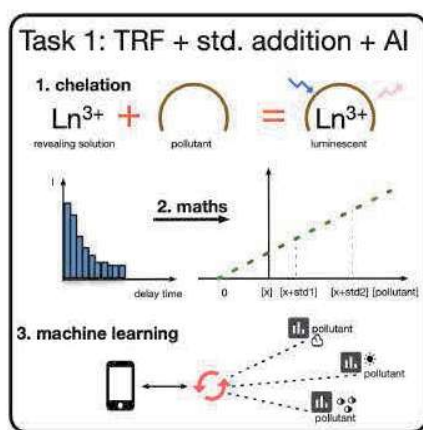 Task 1: TRF + std. addition + AI
1. chelation
Ln³⁺ + = Ln³⁺
revealing solution pollutant luminescent
I
2. maths
delay time
0 [x] [x+std1] [x+std2] [pollutant]
3. machine learning
pollutant
pollutant
pollutant